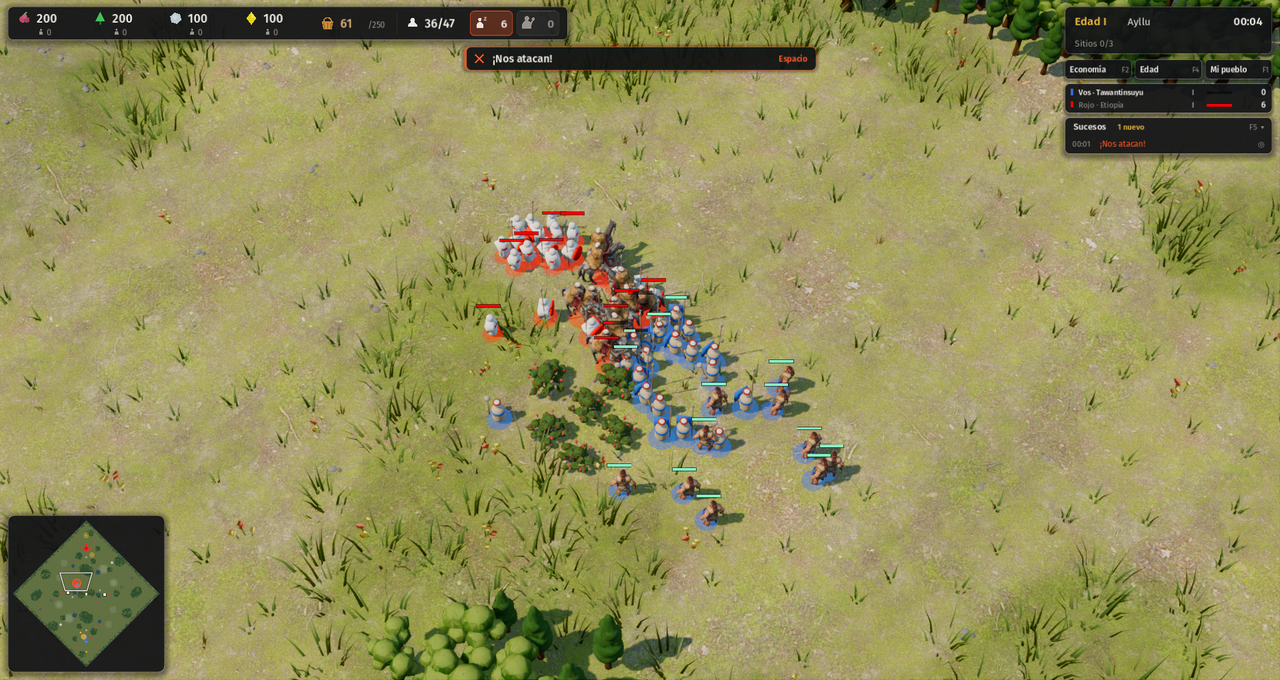 200 200 100 100 61 /250 36/47 6 0
0 0 0 0
¡Nos atacan! Espacio
Edad I Ayllu 00:04
Sitios 0/3
Economía F2 Edad F4 Mi pueblo F1
Vos · Tawantinsuyu I 0
Rojo · Etiopía I 6
Sucesos 1 nuevo F5
00:01 ¡Nos atacan!